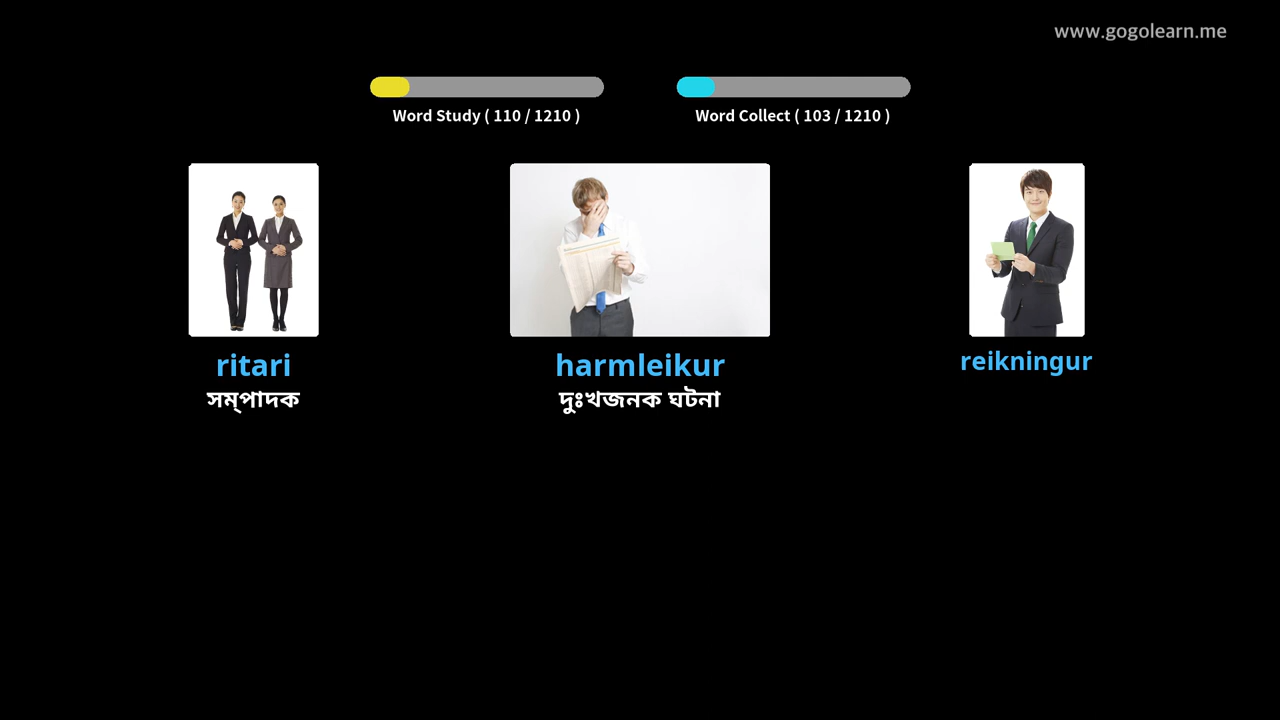 www.gogolearn.me
Word Study ( 110 / 1210 )
Word Collect ( 103 / 1210 )
ritari
সম্পাদক
harmleikur
দুঃখজনক ঘটনা
reikningur